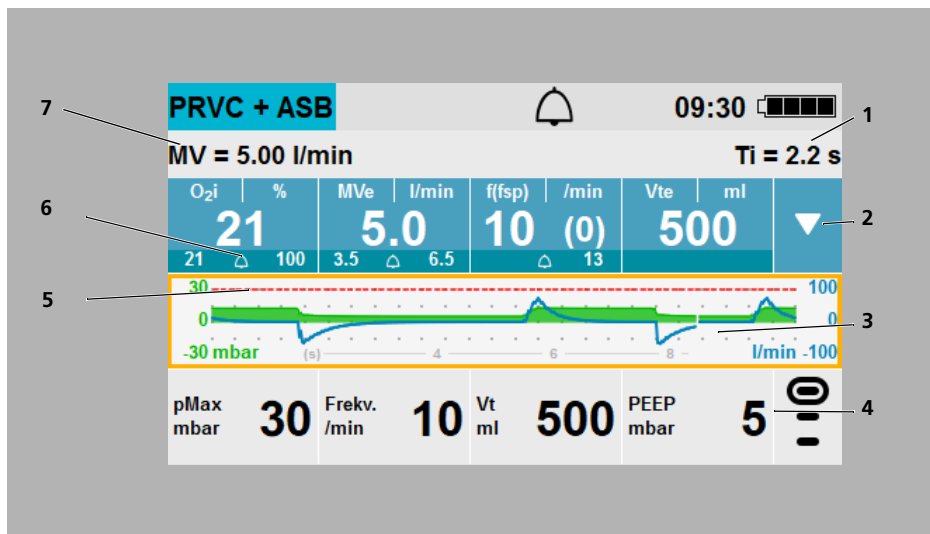 PRVC + ASB 09:30
MV = 5.00 l/min Ti = 2.2 s
O₂i % MVe l/min f(fsp) /min Vte ml
21 5.0 10 (0) 500
21 100 3.5 6.5 13
30 100
0 0
-30 mbar (s) 4 6 8 l/min -100
pMax mbar 30 Frekv. /min 10 Vt ml 500 PEEP mbar 5
7
6
5
1
2
3
4